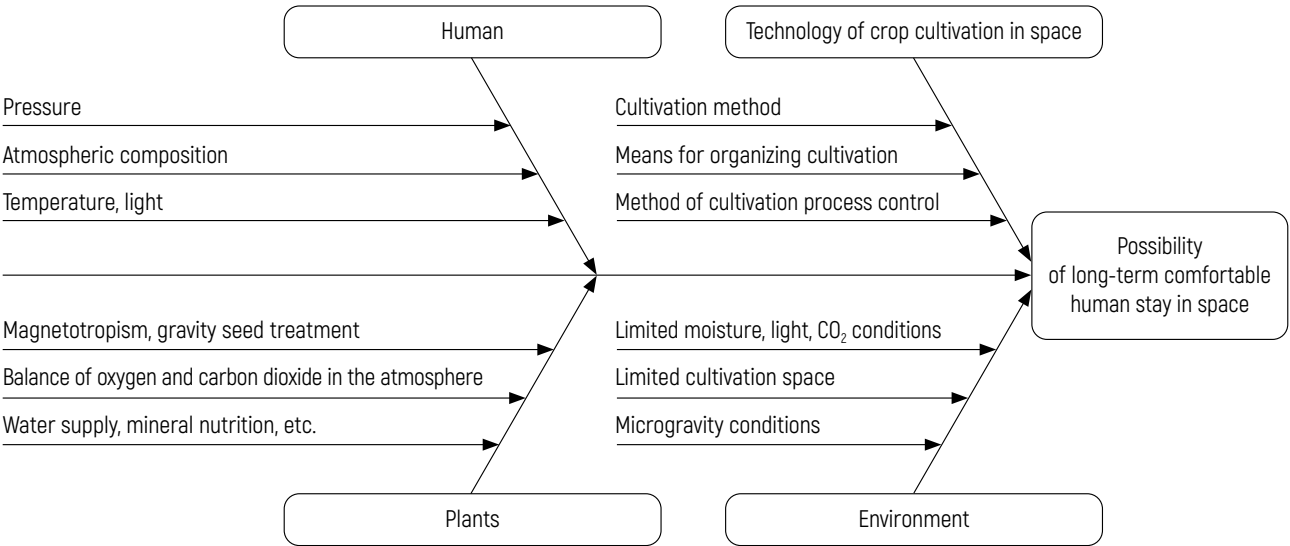 Human
Technology of crop cultivation in space
Pressure
Atmospheric composition
Temperature, light
Cultivation method
Means for organizing cultivation
Method of cultivation process control
Possibility
of long-term comfortable
human stay in space
Magnetotropism, gravity seed treatment
Balance of oxygen and carbon dioxide in the atmosphere
Water supply, mineral nutrition, etc.
Limited moisture, light, CO₂ conditions
Limited cultivation space
Microgravity conditions
Plants
Environment